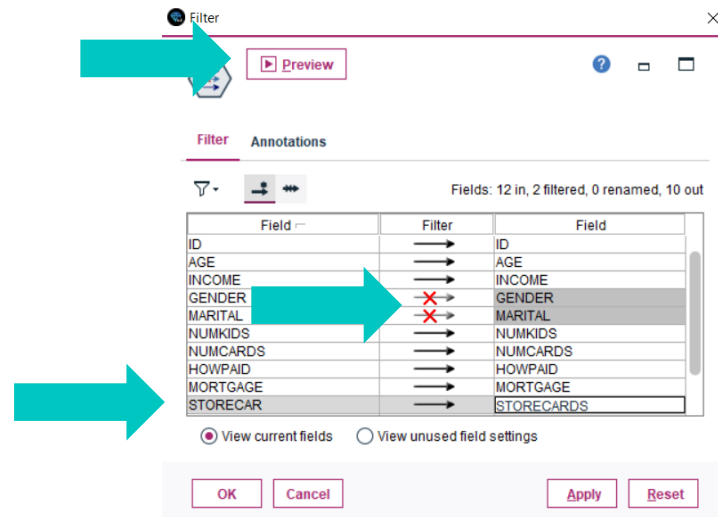 Filter
Preview
?
Filter Annotations
Fields: 12 in, 2 filtered, 0 renamed, 10 out
Field Filter Field
ID ID
AGE AGE
INCOME INCOME
GENDER GENDER
MARITAL MARITAL
NUMKIDS NUMKIDS
NUMCARDS NUMCARDS
HOWPAID HOWPAID
MORTGAGE MORTGAGE
STORECAR STORECARDS
View current fields View unused field settings
OK Cancel Apply Reset